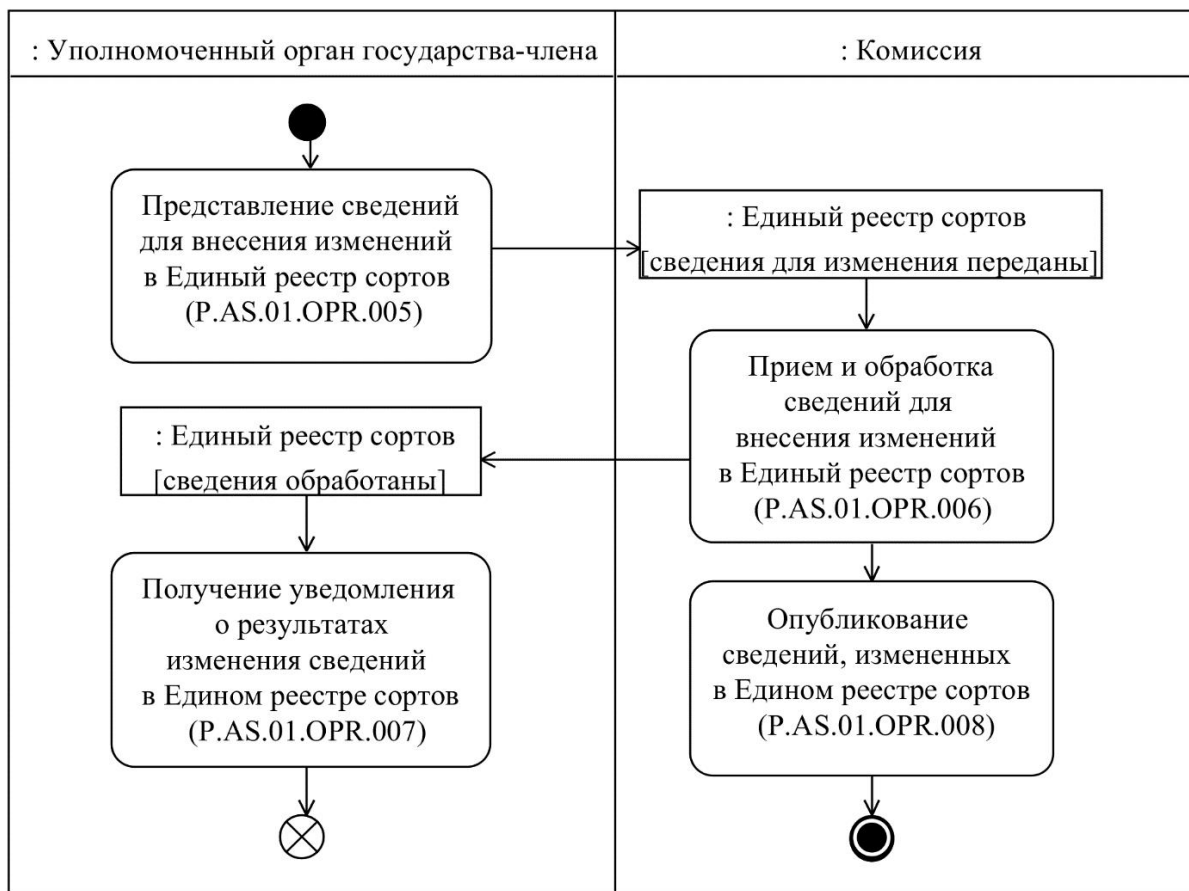 : Уполномоченный орган государства-члена
: Комиссия
Представление сведений
для внесения изменений
в Единый реестр сортов
(P.AS.01.OPR.005)
: Единый реестр сортов
[сведения для изменения переданы]
Прием и обработка
сведений для
внесения изменений
в Единый реестр сортов
(P.AS.01.OPR.006)
: Единый реестр сортов
[сведения обработаны]
Получение уведомления
о результатах
изменения сведений
в Едином реестре сортов
(P.AS.01.OPR.007)
Опубликование
сведений, измененных
в Едином реестре сортов
(P.AS.01.OPR.008)